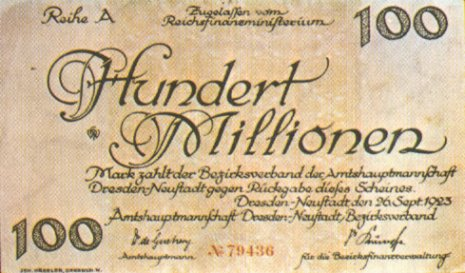 Reihe A
Zugelassen vom
Reichsfinanzministerium
100
Hundert
Millionen
Mark zahlt der Bezirksverband der Amtshauptmannschaft
Dresden-Neustadt gegen Rückgabe dieses Scheines.
Dresden-Neustadt, den 26. Sept. 1923
Amtshauptmannschaft Dresden-Neustadt, Bezirksverband
100
Amtshauptmann
№ 79436
für die Bezirksfinanzverwaltung.